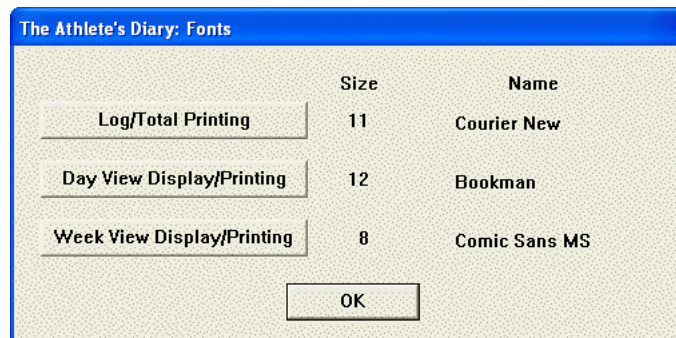 The Athlete's Diary: Fonts
Size Name
Log/Total Printing 11 Courier New
Day View Display/Printing 12 Bookman
Week View Display/Printing 8 Comic Sans MS
OK